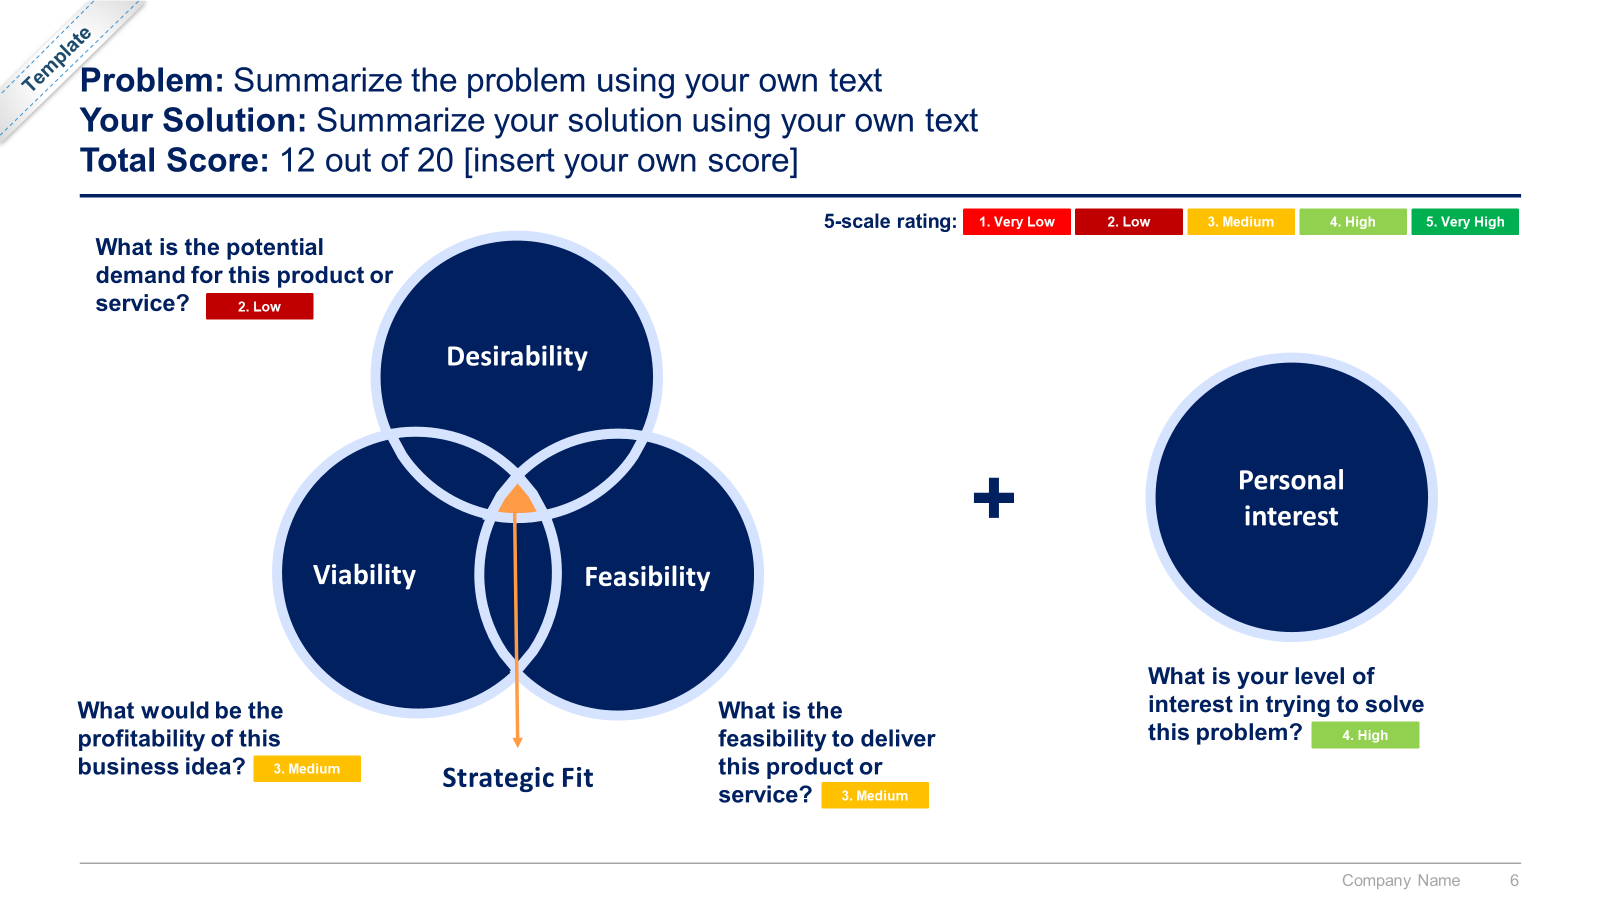 Template
Problem: Summarize the problem using your own text
Your Solution: Summarize your solution using your own text
Total Score: 12 out of 20 [insert your own score]
5-scale rating:
1. Very Low
2. Low
3. Medium
4. High
5. Very High
What is the potential
demand for this product or
service?
2. Low
Desirability
Viability
Feasibility
Personal
interest
What would be the
profitability of this
business idea?
3. Medium
Strategic Fit
What is the
feasibility to deliver
this product or
service?
3. Medium
What is your level of
interest in trying to solve
this problem?
4. High
Company Name
6